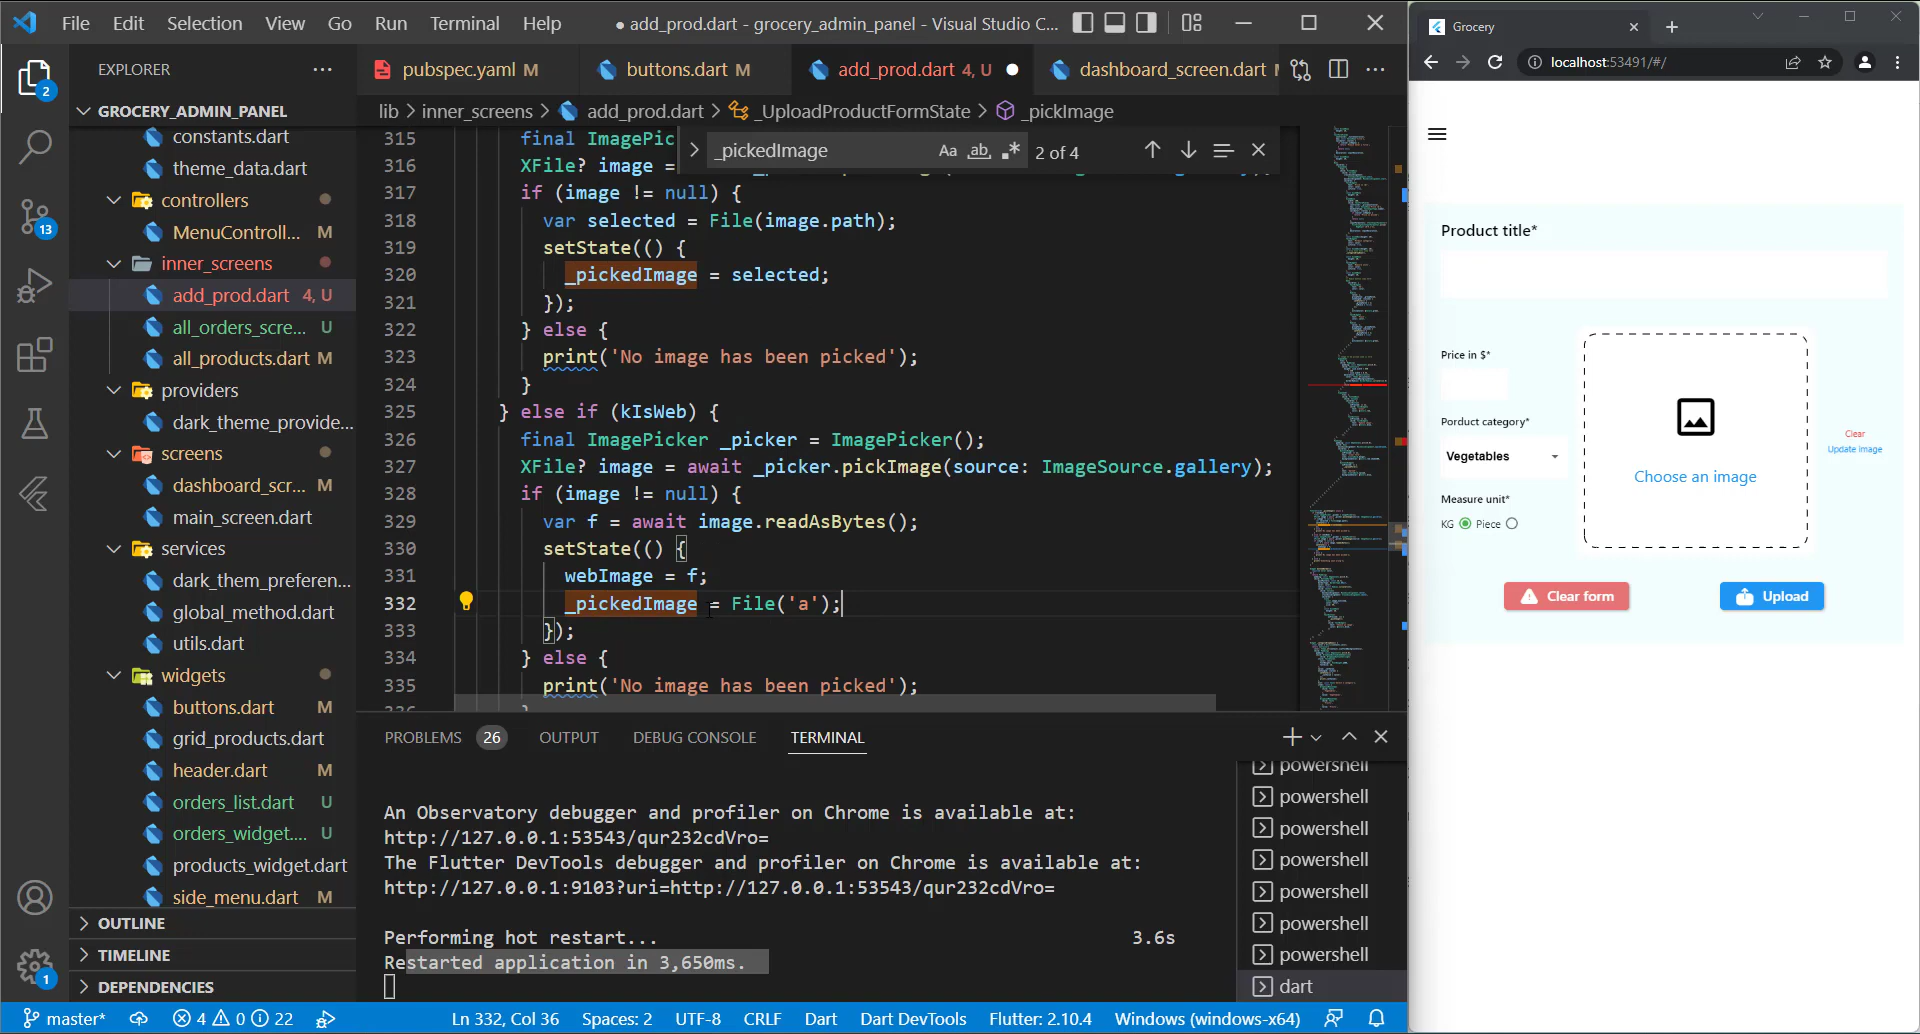 File Edit Selection View Go Run Terminal Help
● add_prod.dart - grocery_admin_panel - Visual Studio C...
EXPLORER
GROCERY_ADMIN_PANEL
constants.dart
theme_data.dart
controllers
MenuControll... M
inner_screens
add_prod.dart 4, U
all_orders_scre... U
all_products.dart M
providers
dark_theme_provide...
screens
dashboard_scr... M
main_screen.dart
services
dark_them_preferen...
global_method.dart
utils.dart
widgets
buttons.dart M
grid_products.dart
header.dart M
orders_list.dart U
orders_widget.... U
products_widget.dart
side_menu.dart M
OUTLINE
TIMELINE
DEPENDENCIES
2
13
1
pubspec.yaml M
buttons.dart M
add_prod.dart 4, U
dashboard_screen.dart
lib > inner_screens > add_prod.dart > _UploadProductFormState > _pickImage
_pickedImage
Aa ab
2 of 4
315 final ImagePic
316 XFile? image =
317 if (image != null) {
318 var selected = File(image.path);
319 setState(() {
320 _pickedImage = selected;
321 });
322 } else {
323 print('No image has been picked');
324 }
325 } else if (kIsWeb) {
326 final ImagePicker _picker = ImagePicker();
327 XFile? image = await _picker.pickImage(source: ImageSource.gallery);
328 if (image != null) {
329 var f = await image.readAsBytes();
330 setState(() {
331 webImage = f;
332 _pickedImage = File('a');
333 });
334 } else {
335 print('No image has been picked');
PROBLEMS 26 OUTPUT DEBUG CONSOLE TERMINAL
An Observatory debugger and profiler on Chrome is available at:
http://127.0.0.1:53543/qur232cdVro=
The Flutter DevTools debugger and profiler on Chrome is available at:
http://127.0.0.1:9103?uri=http://127.0.0.1:53543/qur232cdVro=
Performing hot restart... 3.6s
Restarted application in 3,650ms.
powershell
powershell
powershell
powershell
powershell
powershell
powershell
dart
master* 4 0 22
Ln 332, Col 36 Spaces: 2 UTF-8 CRLF Dart Dart DevTools Flutter: 2.10.4 Windows (windows-x64)
Grocery
localhost:53491/#/
Product title*
Price in $*
Porduct category*
Vegetables
Measure unit*
KG Piece
Choose an image
Clear
Update image
Clear form
Upload